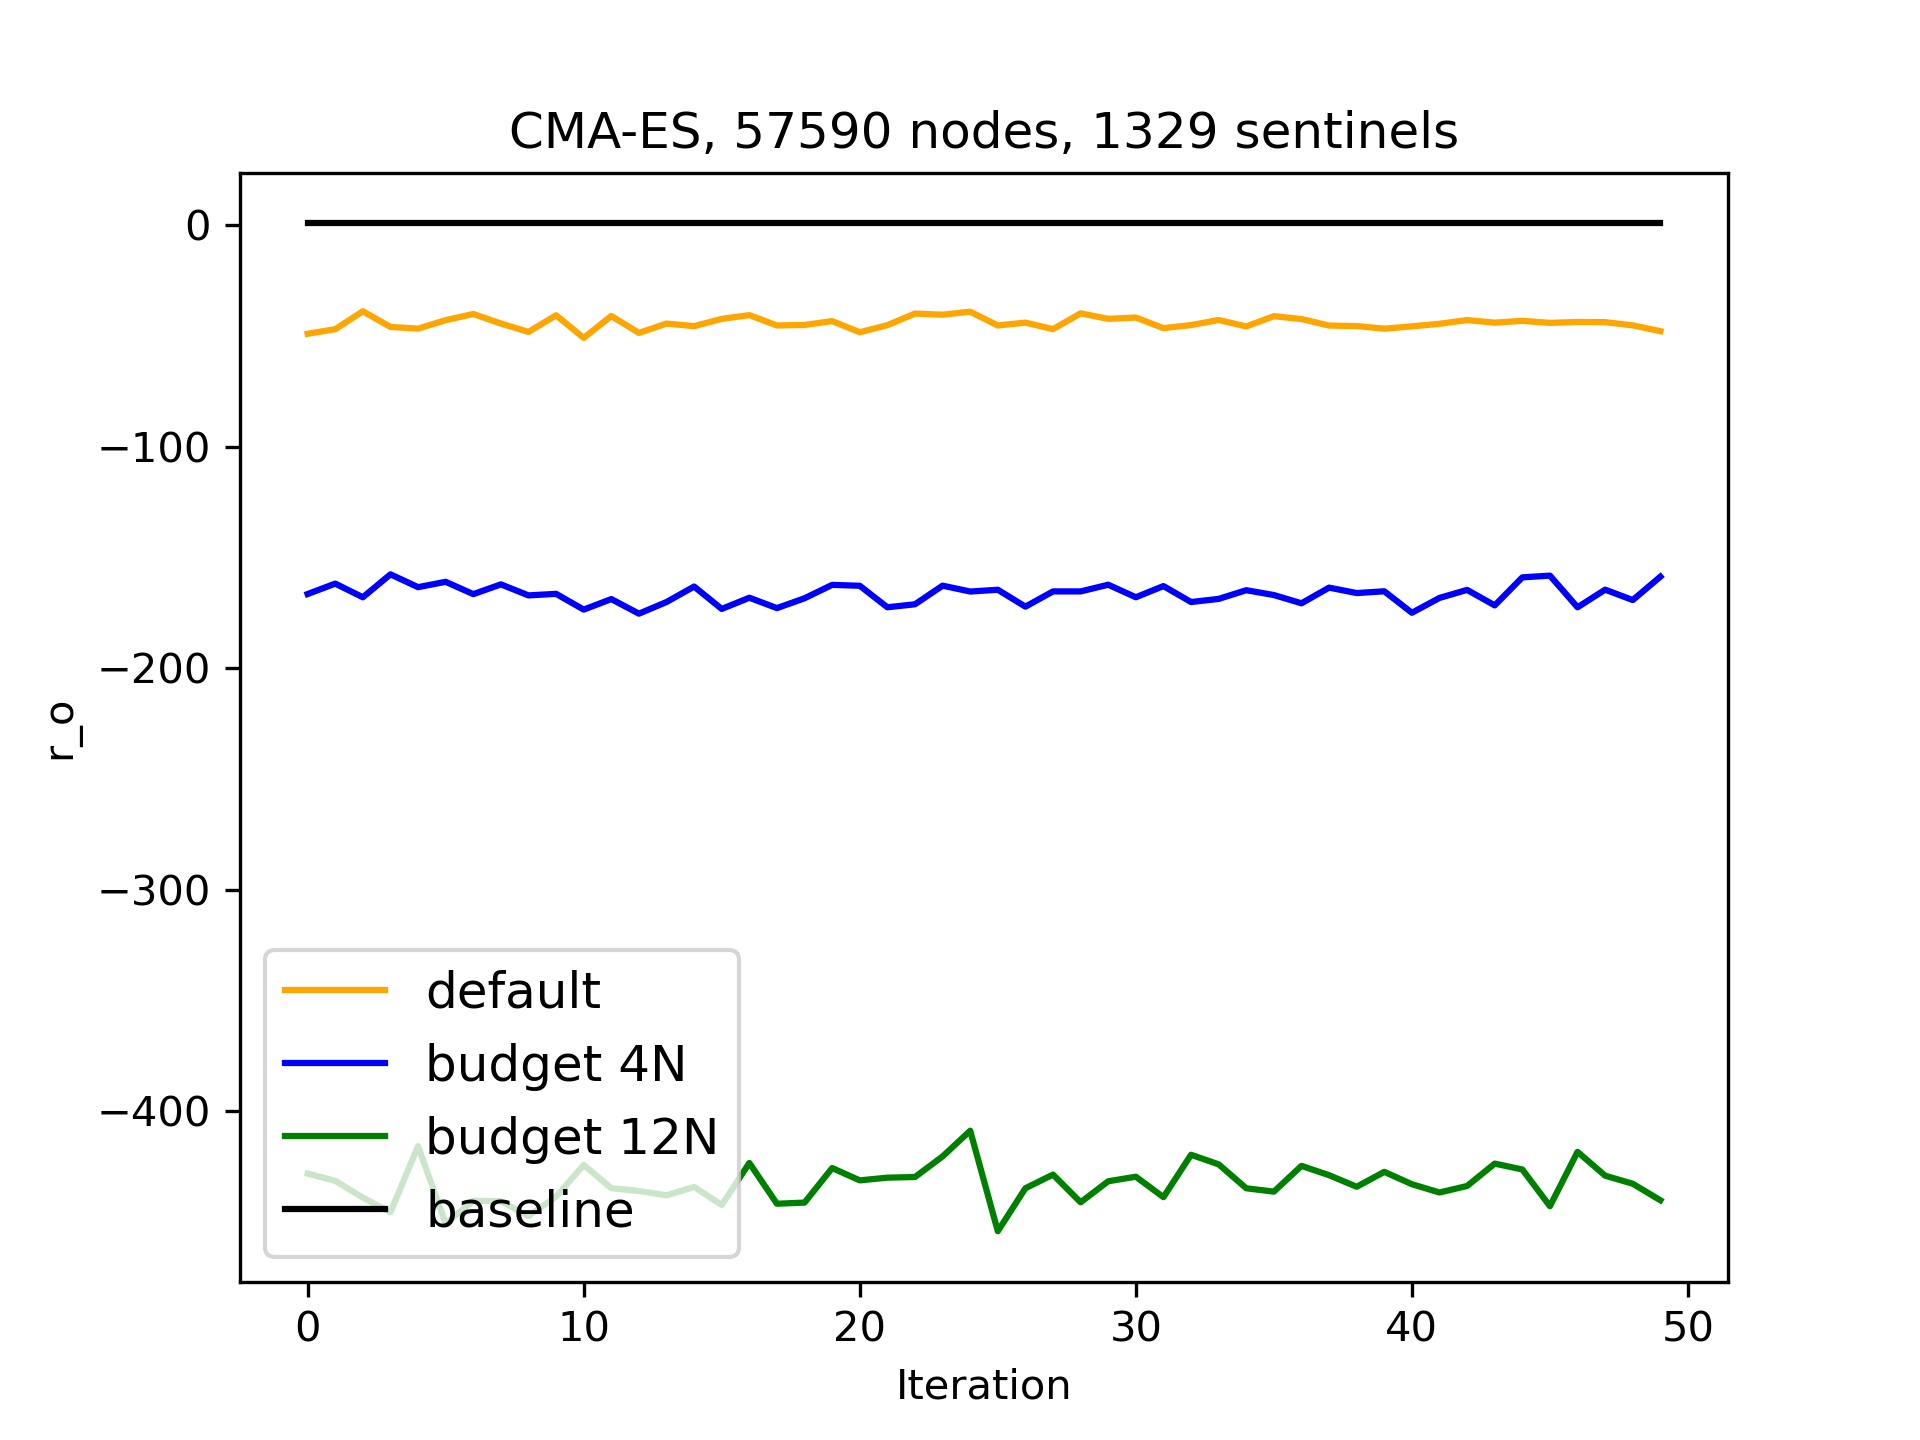 CMA-ES, 57590 nodes, 1329 sentinels
0
−100
−200
−300
−400
r_o
default
budget 4N
budget 12N
baseline
0 10 20 30 40 50
Iteration